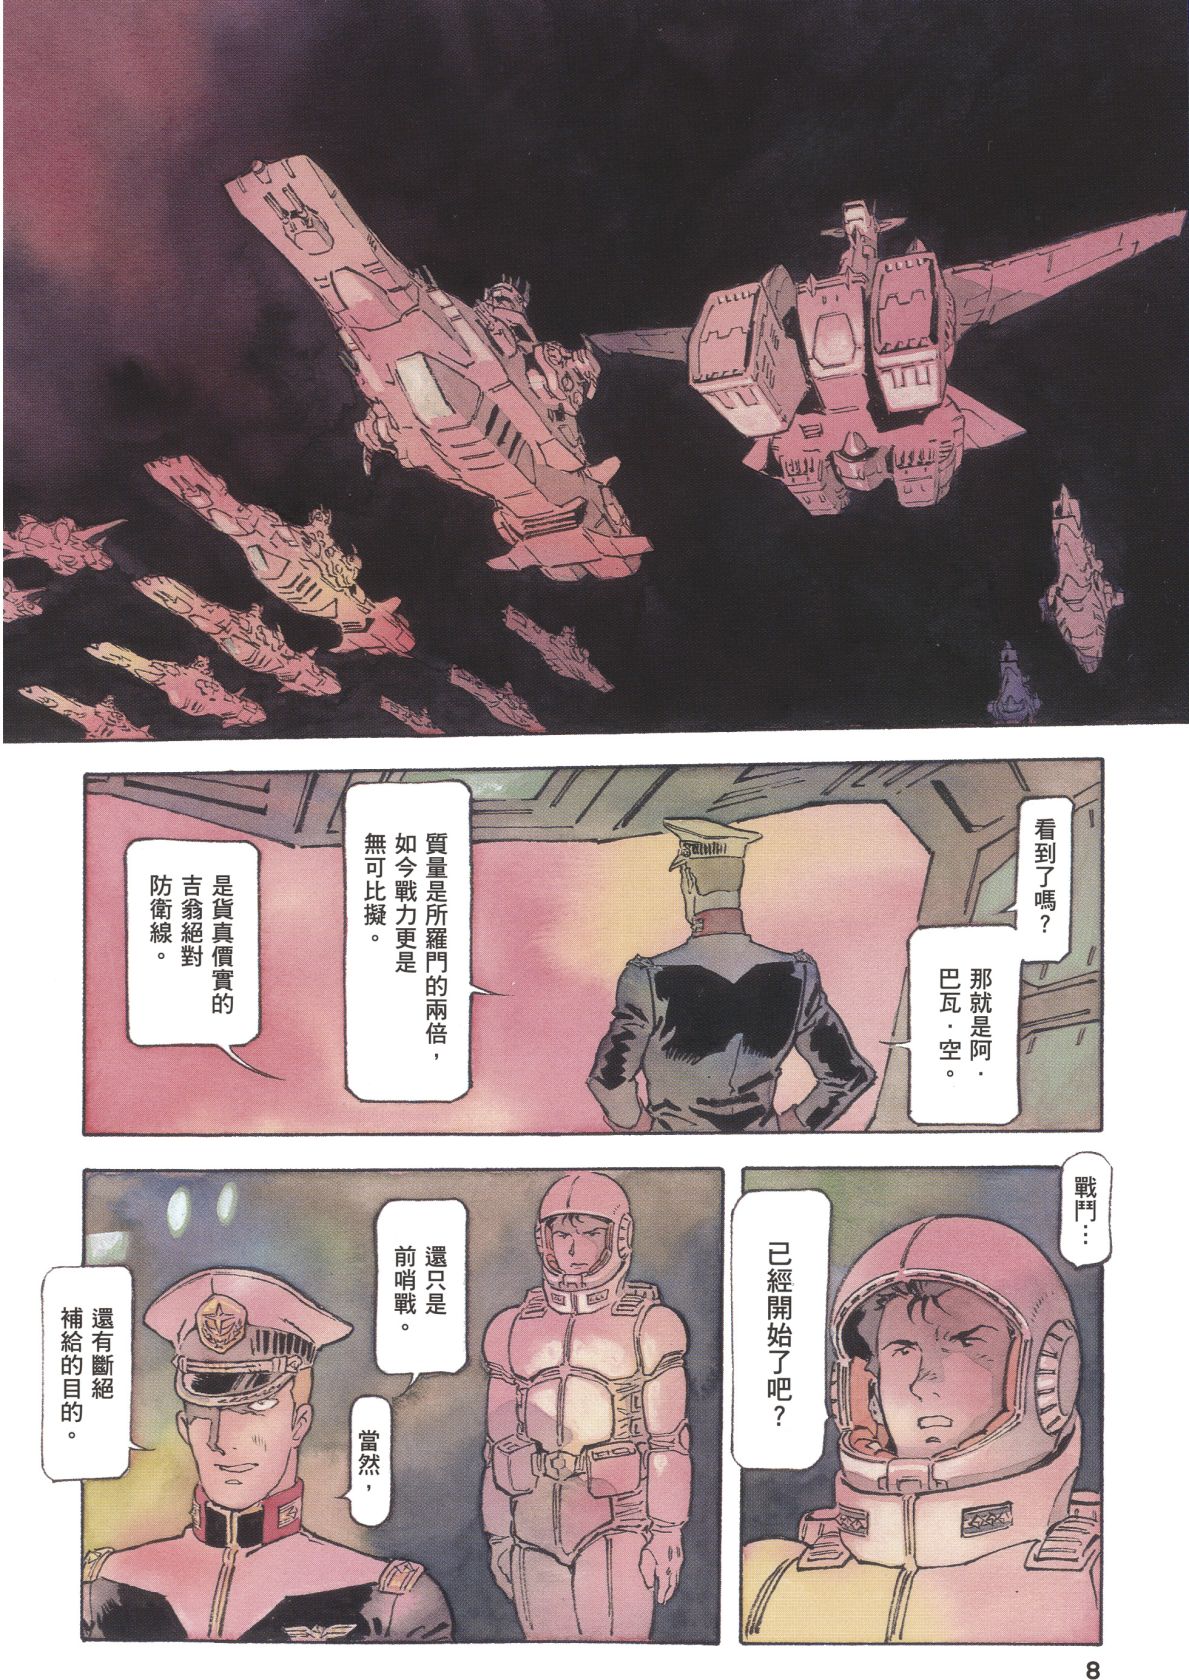 看到了嗎？
那就是阿．
巴瓦．空。
質量是所羅門的兩倍，
如今戰力更是
無可比擬。
是貨真價實的
吉翁絕對
防衛線。
戰鬥…
已經開始了吧？
還只是
前哨戰。
當然，
還有斷絕
補給的目的。
8